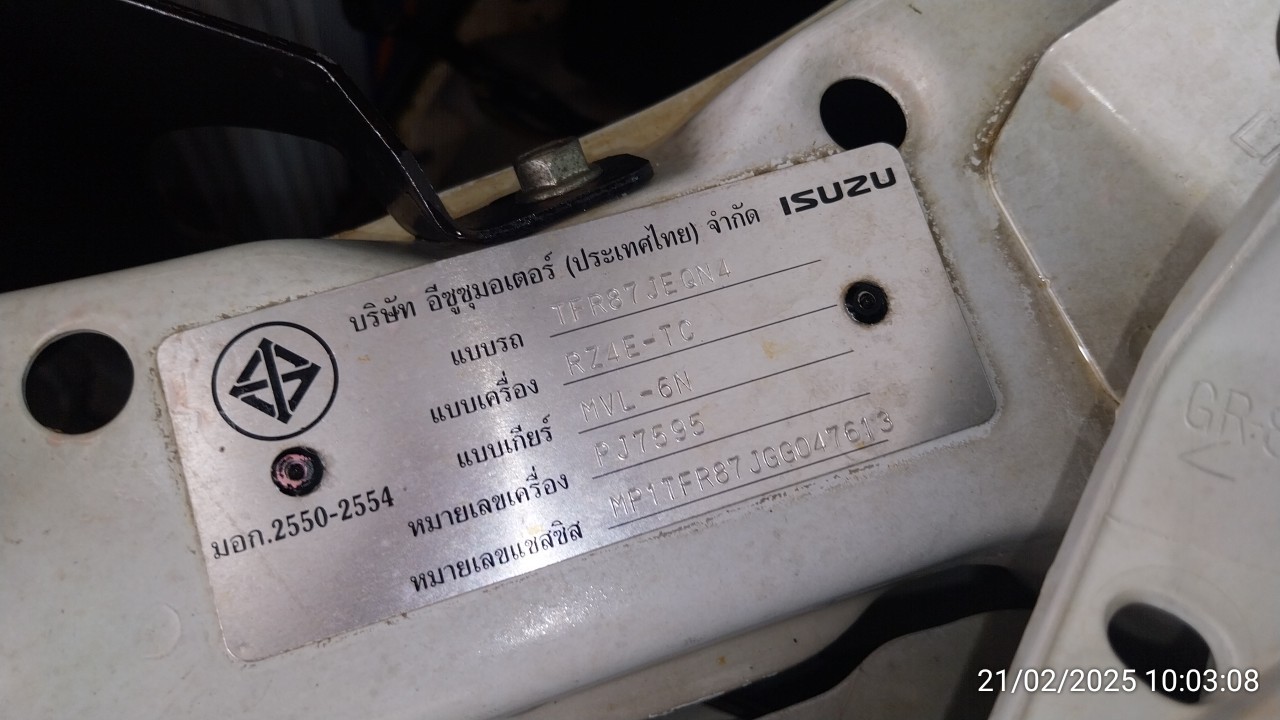 ISUZU
บริษัท อีซูซุมอเตอร์ (ประเทศไทย) จำกัด
แบบรถ TFR87JEQN4
แบบเครื่อง RZ4E-TC
แบบเกียร์ MVL-6N
หมายเลขเครื่อง PJ7595
หมายเลขแชสซิส MP1TFR87JGG047613
มอก.2550-2554
21/02/2025 10:03:08